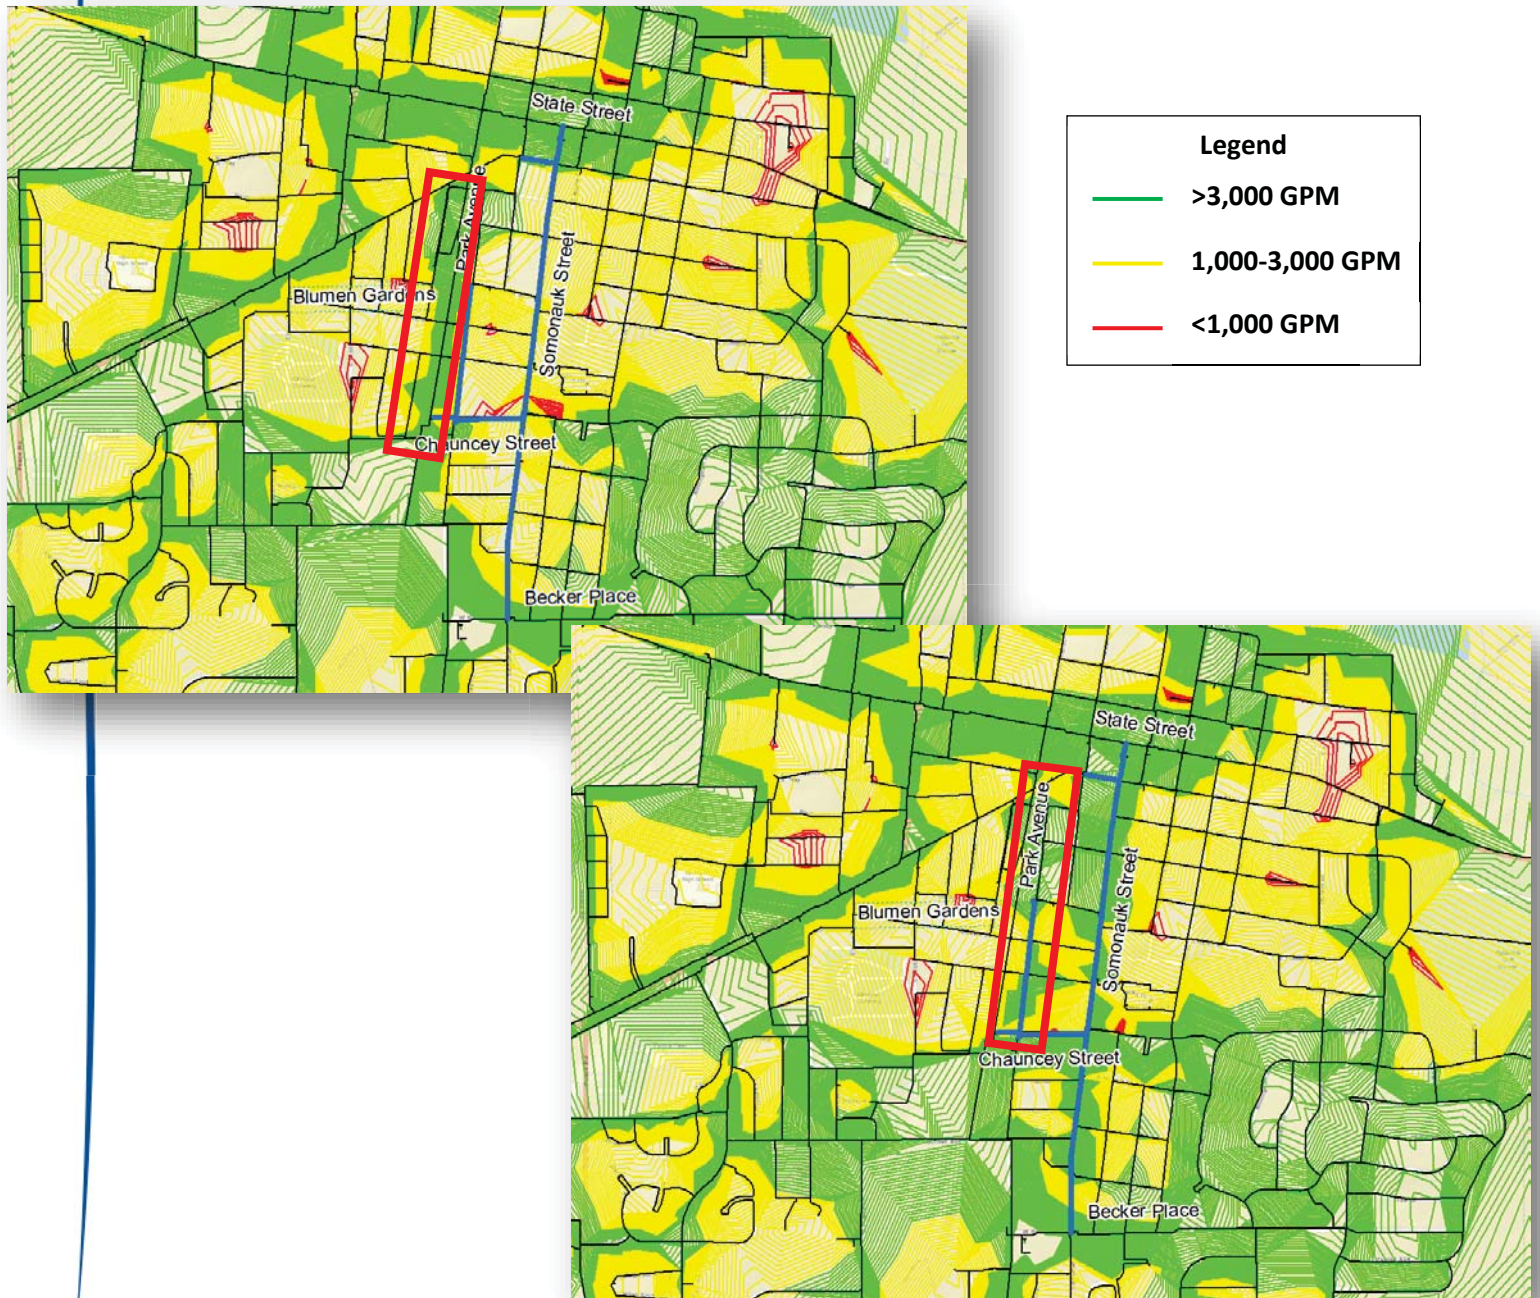 State Street
Park Avenue
Blumen Gardens
Somonauk Street
Chauncey Street
Becker Place
Legend
>3,000 GPM
1,000-3,000 GPM
<1,000 GPM
State Street
Park Avenue
Blumen Gardens
Somonauk Street
Chauncey Street
Becker Place